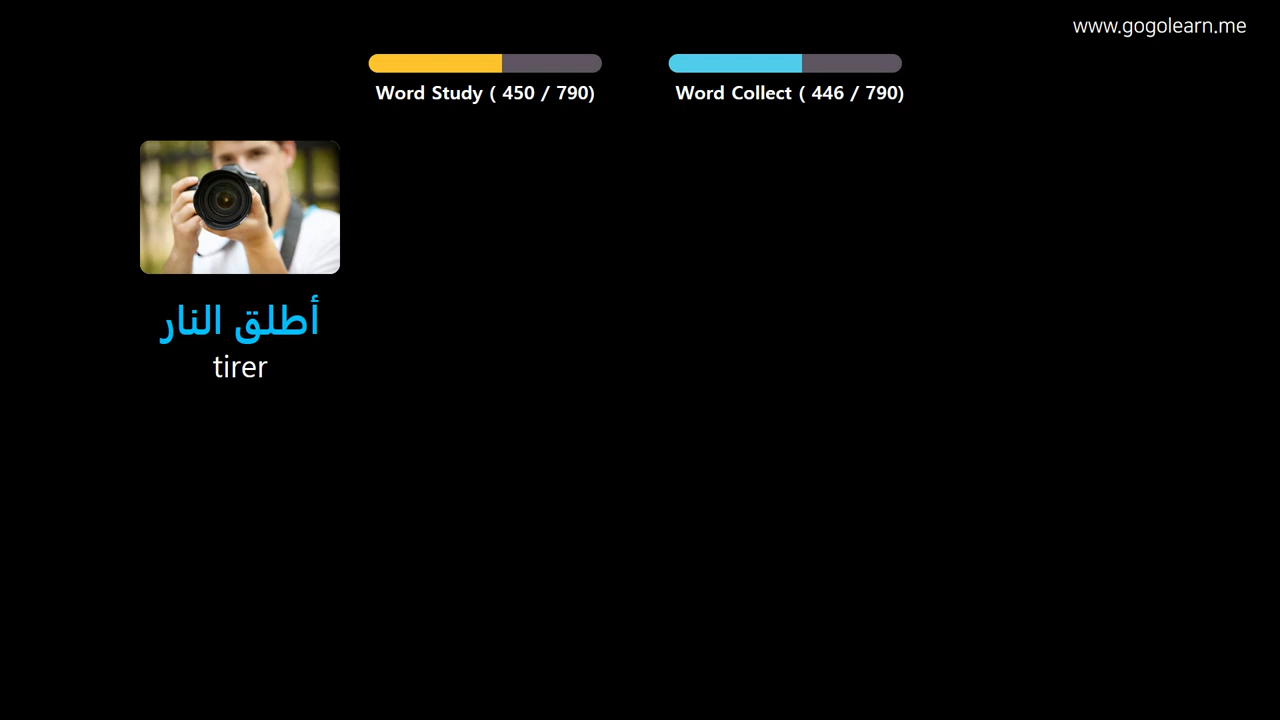 www.gogolearn.me
Word Study ( 450 / 790)
Word Collect ( 446 / 790)
أطلق النار
tirer